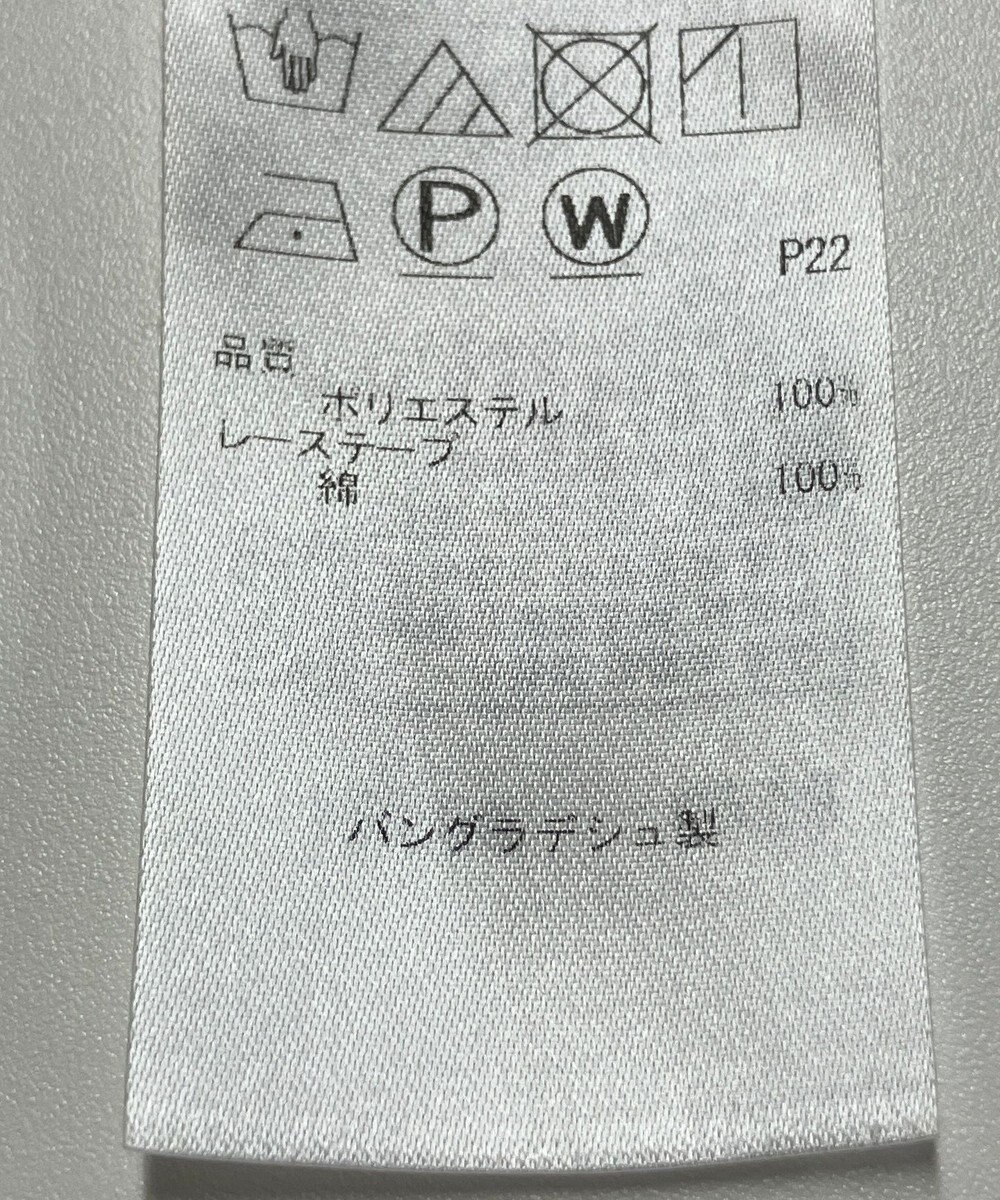 P
W
P22
品質
ポリエステル 100%
レーステープ
綿 100%
バングラデシュ製